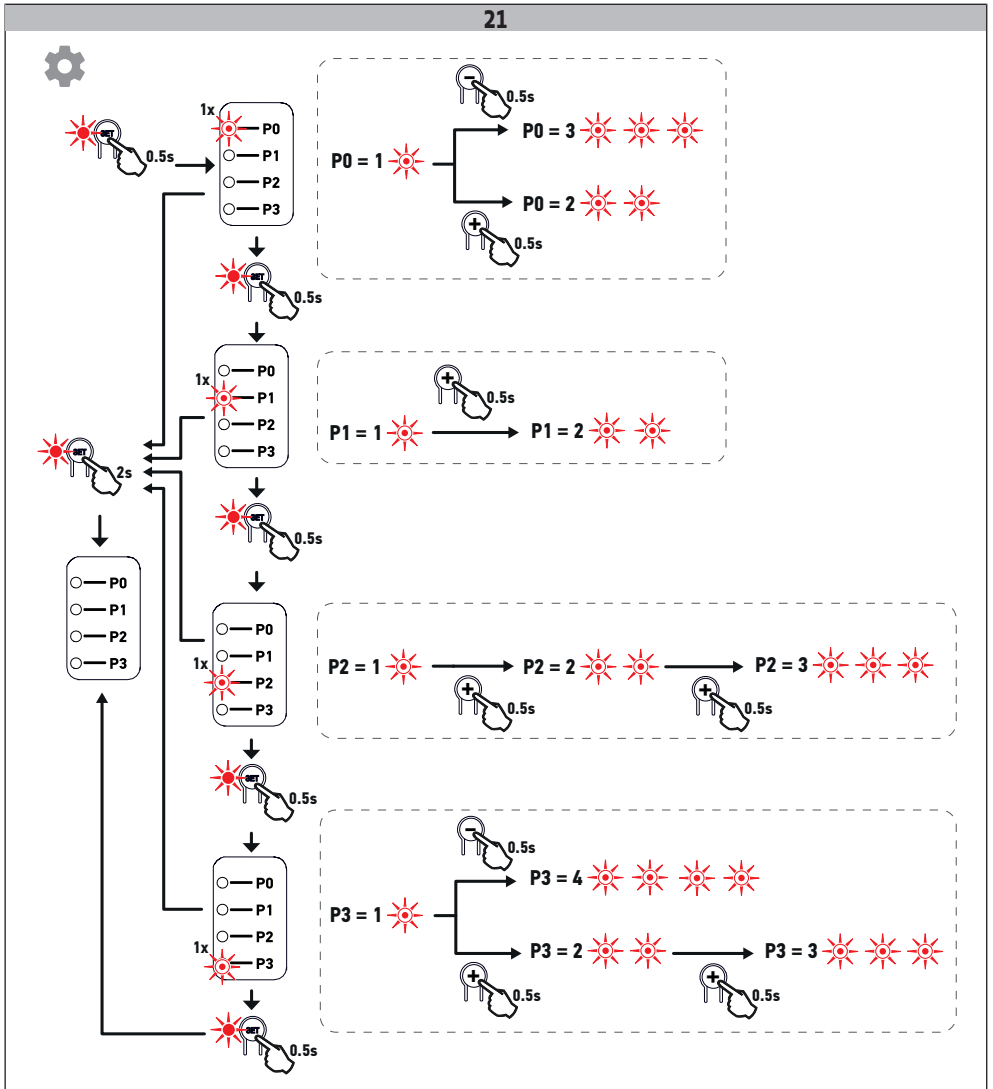 21
1x
SET
0.5s
P0
P1
P2
P3
SET
0.5s
−
0.5s
P0 = 1
P0 = 3
P0 = 2
+
0.5s
P0
1x
P1
P2
P3
SET
0.5s
+
0.5s
P1 = 1
P1 = 2
SET
2s
P0
P1
P2
P3
P0
P1
1x
P2
P3
SET
0.5s
P2 = 1
P2 = 2
P2 = 3
+
0.5s
+
0.5s
P0
P1
P2
1x
P3
SET
0.5s
−
0.5s
P3 = 4
P3 = 1
P3 = 2
P3 = 3
+
0.5s
+
0.5s